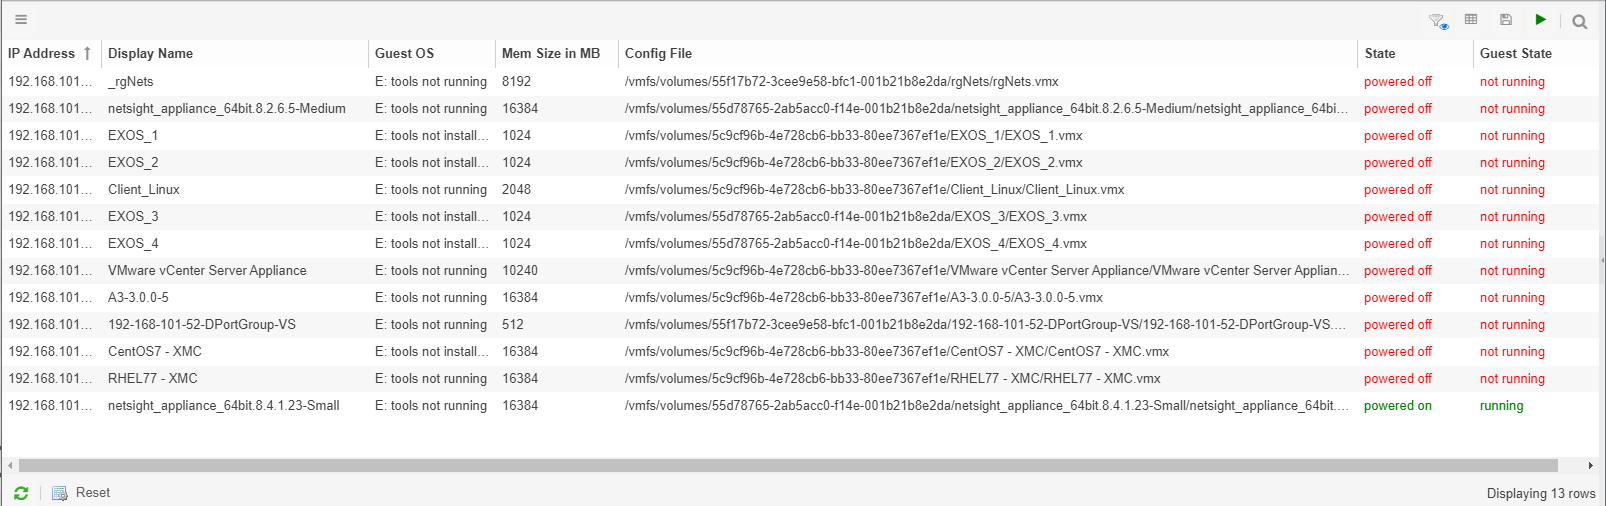 IP Address Display Name Guest OS Mem Size in MB Config File State Guest State
192.168.101... _rgNets E: tools not running 8192 /vmfs/volumes/55f17b72-3cee9e58-bfc1-001b21b8e2da/rgNets/rgNets.vmx powered off not running
192.168.101... netsight_appliance_64bit.8.2.6.5-Medium E: tools not running 16384 /vmfs/volumes/55d78765-2ab5acc0-f14e-001b21b8e2da/netsight_appliance_64bit.8.2.6.5-Medium/netsight_appliance_64bi... powered off not running
192.168.101... EXOS_1 E: tools not install... 1024 /vmfs/volumes/5c9cf96b-4e728cb6-bb33-80ee7367ef1e/EXOS_1/EXOS_1.vmx powered off not running
192.168.101... EXOS_2 E: tools not install... 1024 /vmfs/volumes/5c9cf96b-4e728cb6-bb33-80ee7367ef1e/EXOS_2/EXOS_2.vmx powered off not running
192.168.101... Client_Linux E: tools not running 2048 /vmfs/volumes/5c9cf96b-4e728cb6-bb33-80ee7367ef1e/Client_Linux/Client_Linux.vmx powered off not running
192.168.101... EXOS_3 E: tools not install... 1024 /vmfs/volumes/55d78765-2ab5acc0-f14e-001b21b8e2da/EXOS_3/EXOS_3.vmx powered off not running
192.168.101... EXOS_4 E: tools not install... 1024 /vmfs/volumes/55d78765-2ab5acc0-f14e-001b21b8e2da/EXOS_4/EXOS_4.vmx powered off not running
192.168.101... VMware vCenter Server Appliance E: tools not running 10240 /vmfs/volumes/5c9cf96b-4e728cb6-bb33-80ee7367ef1e/VMware vCenter Server Appliance/VMware vCenter Server Applian... powered off not running
192.168.101... A3-3.0.0-5 E: tools not running 16384 /vmfs/volumes/5c9cf96b-4e728cb6-bb33-80ee7367ef1e/A3-3.0.0-5/A3-3.0.0-5.vmx powered off not running
192.168.101... 192-168-101-52-DPortGroup-VS E: tools not running 512 /vmfs/volumes/55f17b72-3cee9e58-bfc1-001b21b8e2da/192-168-101-52-DPortGroup-VS/192-168-101-52-DPortGroup-VS.... powered off not running
192.168.101... CentOS7 - XMC E: tools not install... 16384 /vmfs/volumes/5c9cf96b-4e728cb6-bb33-80ee7367ef1e/CentOS7 - XMC/CentOS7 - XMC.vmx powered off not running
192.168.101... RHEL77 - XMC E: tools not running 16384 /vmfs/volumes/5c9cf96b-4e728cb6-bb33-80ee7367ef1e/RHEL77 - XMC/RHEL77 - XMC.vmx powered off not running
192.168.101... netsight_appliance_64bit.8.4.1.23-Small E: tools not running 16384 /vmfs/volumes/55d78765-2ab5acc0-f14e-001b21b8e2da/netsight_appliance_64bit.8.4.1.23-Small/netsight_appliance_64bit.... powered on running
Reset Displaying 13 rows